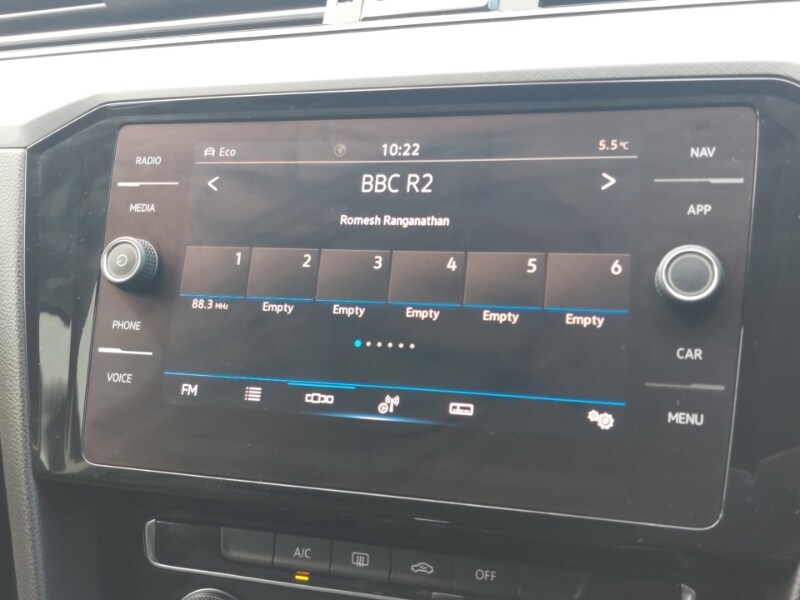 RADIO
MEDIA
PHONE
VOICE
Eco 10:22 5.5°C
BBC R2
Romesh Ranganathan
1 2 3 4 5 6
88.3 MHz Empty Empty Empty Empty Empty
FM
NAV
APP
CAR
MENU
A/C OFF